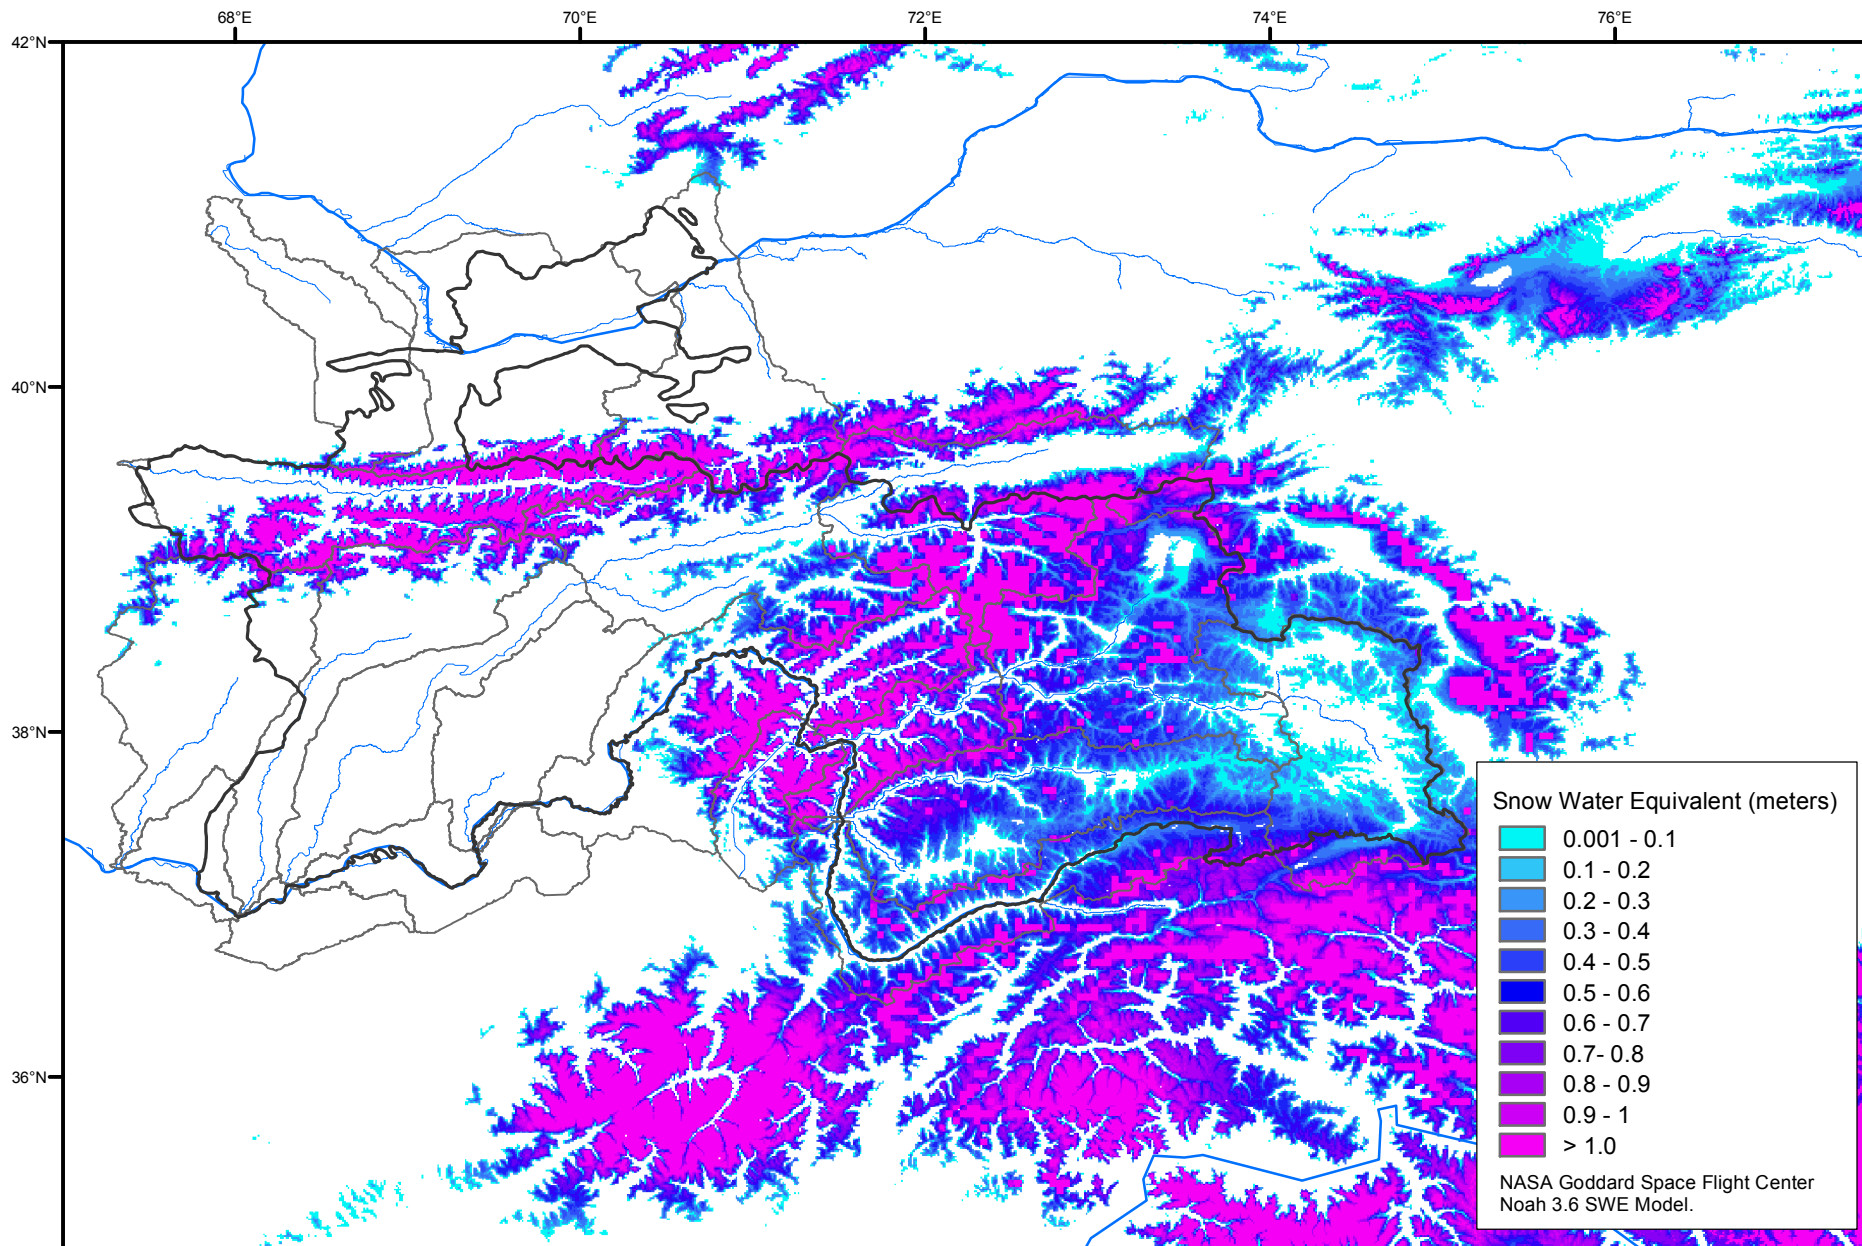 68°E
70°E
72°E
74°E
76°E
42°N
40°N
38°N
36°N
Snow Water Equivalent (meters)
0.001 - 0.1
0.1 - 0.2
0.2 - 0.3
0.3 - 0.4
0.4 - 0.5
0.5 - 0.6
0.6 - 0.7
0.7- 0.8
0.8 - 0.9
0.9 - 1
> 1.0
NASA Goddard Space Flight Center
Noah 3.6 SWE Model.